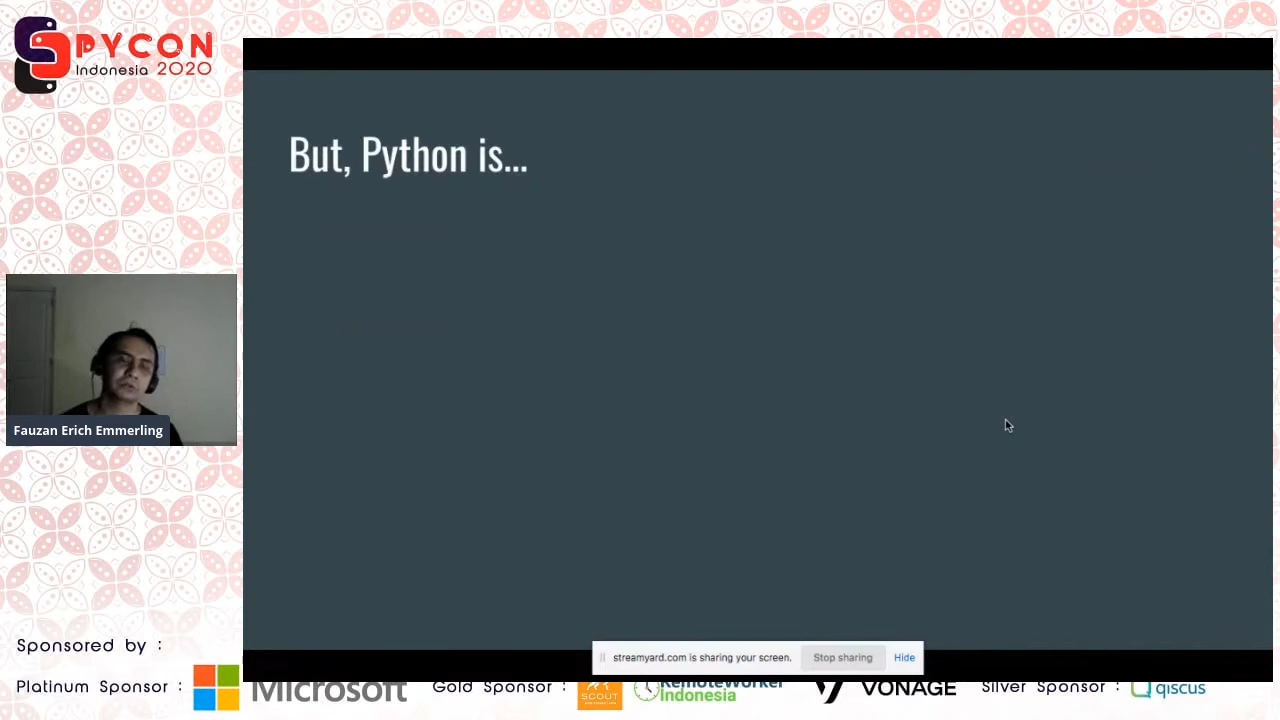 PYCON
Indonesia 2020
But, Python is...
Fauzan Erich Emmerling
streamyard.com is sharing your screen.
Stop sharing
Hide
Sponsored by :
Platinum Sponsor :
Microsoft
Gold Sponsor :
SCOUT
RemoteWorker
Indonesia
VONAGE
Silver Sponsor :
qiscus